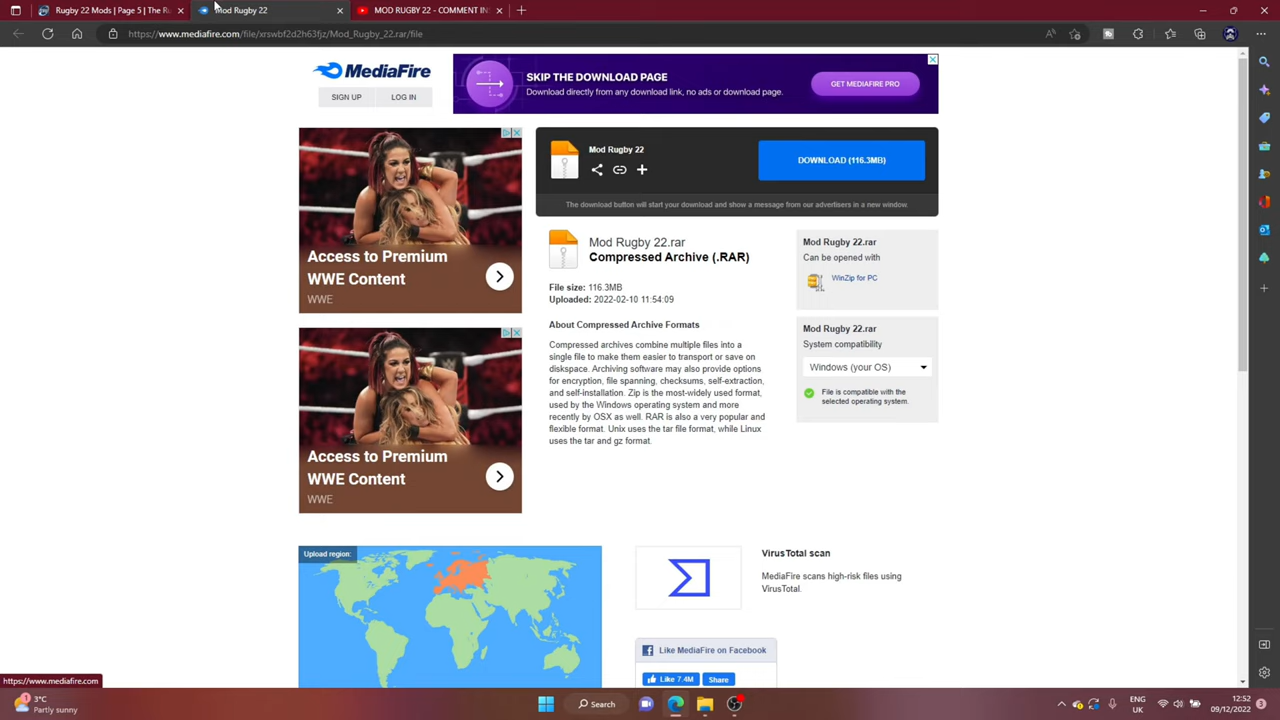 Rugby 22 Mods | Page 5 | The Ru
Mod Rugby 22
MOD RUGBY 22 - COMMENT IN
https://www.mediafire.com/file/xrswbf2d2h63fjz/Mod_Rugby_22.rar/file
MediaFire
SIGN UP
LOG IN
SKIP THE DOWNLOAD PAGE
Download directly from any download link, no ads or download page.
GET MEDIAFIRE PRO
Access to Premium
WWE Content
WWE
Mod Rugby 22
DOWNLOAD (116.3MB)
The download button will start your download and show a message from our advertisers in a new window.
Mod Rugby 22.rar
Compressed Archive (.RAR)
File size: 116.3MB
Uploaded: 2022-02-10 11:54:09
About Compressed Archive Formats
Compressed archives combine multiple files into a
single file to make them easier to transport or save on
diskspace. Archiving software may also provide options
for encryption, file spanning, checksums, self-extraction,
and self-installation. Zip is the most-widely used format,
used by the Windows operating system and more
recently by OSX as well. RAR is also a very popular and
flexible format. Unix uses the tar file format, while Linux
uses the tar and gz format.
Mod Rugby 22.rar
Can be opened with
WinZip for PC
Mod Rugby 22.rar
System compatibility
Windows (your OS)
File is compatible with the
selected operating system.
Access to Premium
WWE Content
WWE
Upload region:
VirusTotal scan
MediaFire scans high-risk files using
VirusTotal.
Like MediaFire on Facebook
Like 7.4M
Share
https://www.mediafire.com
3°C
Partly sunny
Search
ENG
UK
12:52
09/12/2022